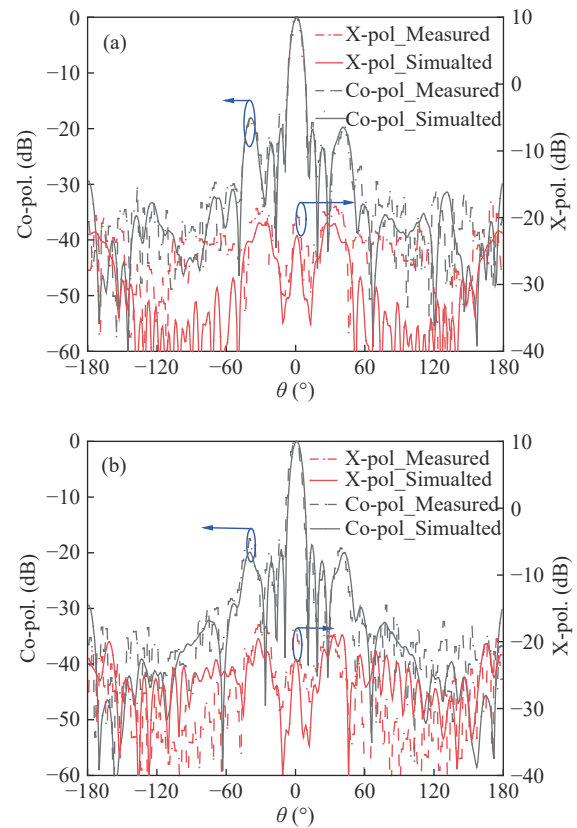 (a)
X-pol_Measured
X-pol_Simualted
Co-pol_Measured
Co-pol_Simualted
0
−10
−20
−30
−40
−50
−60
Co-pol. (dB)
10
0
−10
−20
−30
−40
X-pol. (dB)
−180 −120 −60 0 60 120 180
θ (°)
(b)
X-pol_Measured
X-pol_Simualted
Co-pol_Measured
Co-pol_Simualted
0
−10
−20
−30
−40
−50
−60
Co-pol. (dB)
10
0
−10
−20
−30
−40
X-pol. (dB)
−180 −120 −60 0 60 120 180
θ (°)